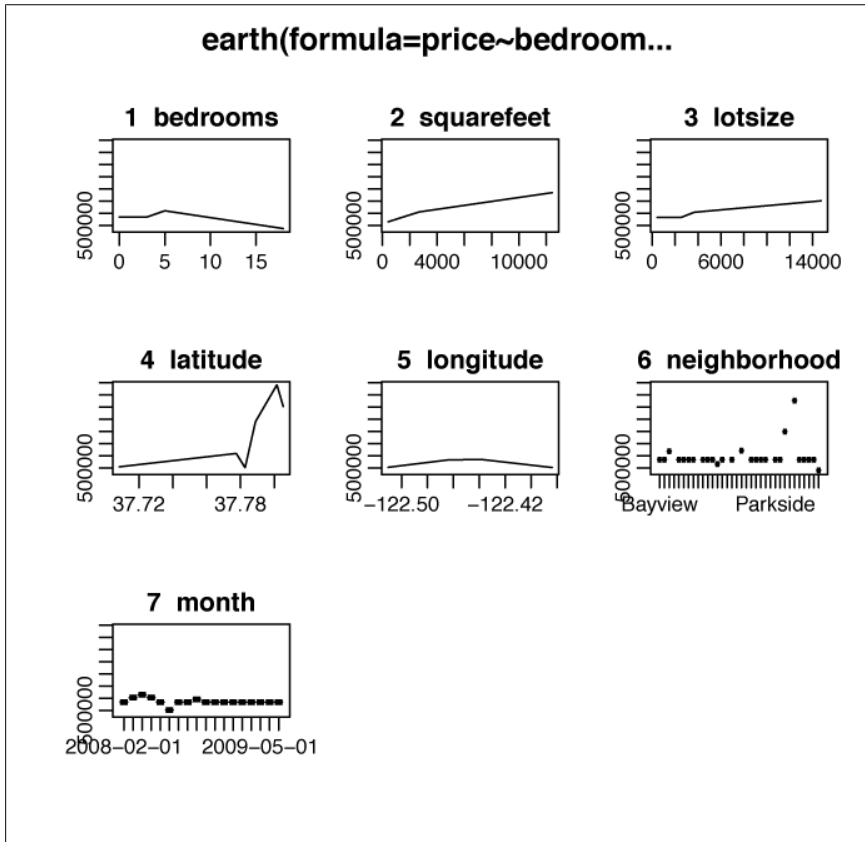 earth(formula=price~bedroom...
1 bedrooms
2 squarefeet
3 lotsize
500000
500000
500000
0 5 10 15
0 4000 10000
0 6000 14000
4 latitude
5 longitude
6 neighborhood
500000
500000
500000
37.72 37.78
−122.50 −122.42
Bayview Parkside
7 month
500000
2008−02−01 2009−05−01